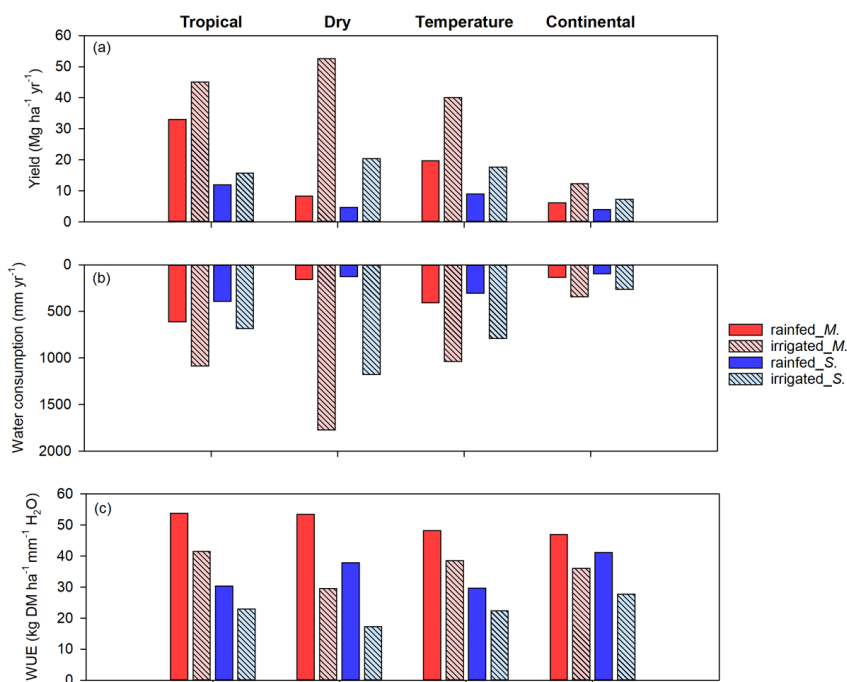 Tropical Dry Temperature Continental
(a)
Yield (Mg ha⁻¹ yr⁻¹)
60
50
40
30
20
10
0
(b)
Water consumption (mm yr⁻¹)
0
500
1000
1500
2000
rainfed_M.
irrigated_M.
rainfed_S.
irrigated_S.
(c)
WUE (kg DM ha⁻¹ mm⁻¹ H₂O)
60
50
40
30
20
10
0